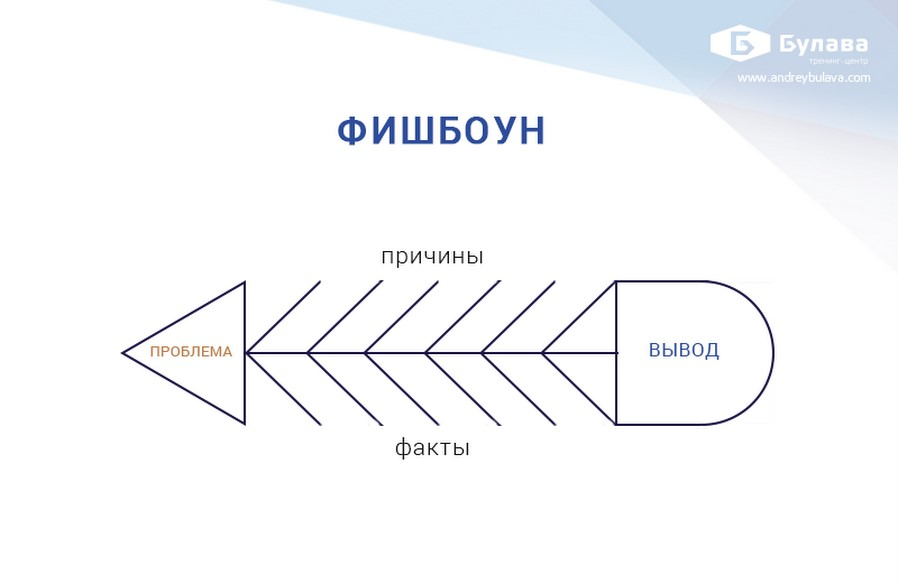 Булава
тренинг-центр
www.andreybulava.com
ФИШБОУН
причины
ПРОБЛЕМА
ВЫВОД
факты